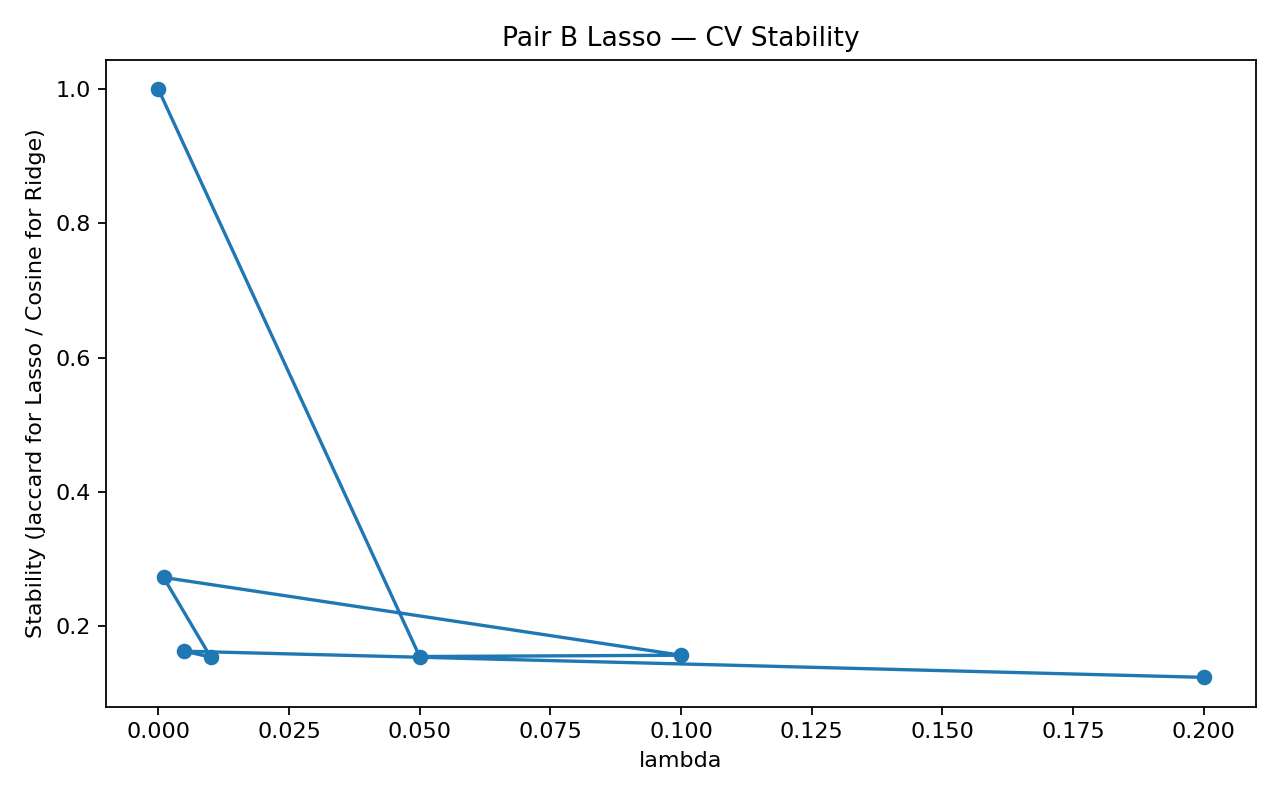 Pair B Lasso — CV Stability
Stability (Jaccard for Lasso / Cosine for Ridge)
1.0
0.8
0.6
0.4
0.2
0.000 0.025 0.050 0.075 0.100 0.125 0.150 0.175 0.200
lambda